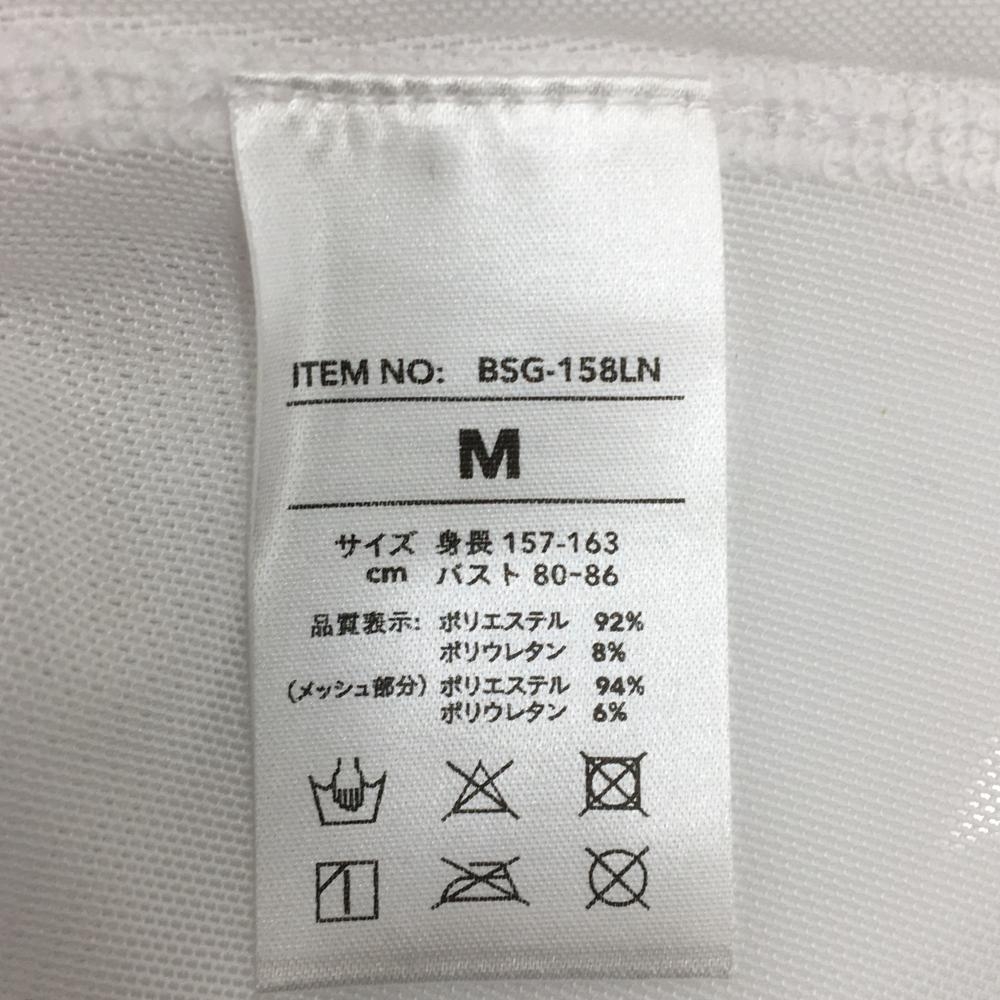 ITEM NO: BSG-158LN
M
サイズ 身長 157-163
cm バスト 80-86
品質表示: ポリエステル 92%
ポリウレタン 8%
(メッシュ部分) ポリエステル 94%
ポリウレタン 6%